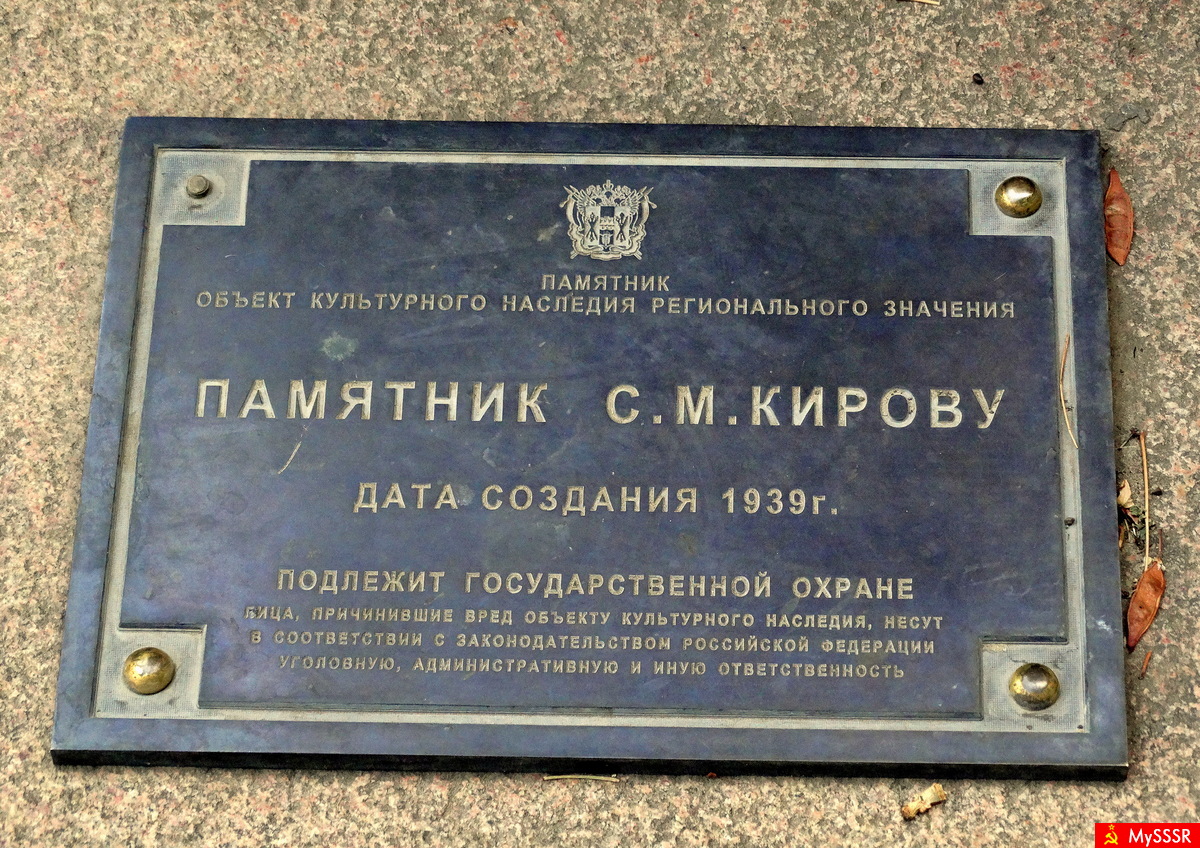 ПАМЯТНИК
ОБЪЕКТ КУЛЬТУРНОГО НАСЛЕДИЯ РЕГИОНАЛЬНОГО ЗНАЧЕНИЯ
ПАМЯТНИК С.М.КИРОВУ
ДАТА СОЗДАНИЯ 1939г.
ПОДЛЕЖИТ ГОСУДАРСТВЕННОЙ ОХРАНЕ
ЛИЦА, ПРИЧИНИВШИЕ ВРЕД ОБЪЕКТУ КУЛЬТУРНОГО НАСЛЕДИЯ, НЕСУТ
В СООТВЕТСТВИИ С ЗАКОНОДАТЕЛЬСТВОМ РОССИЙСКОЙ ФЕДЕРАЦИИ
УГОЛОВНУЮ, АДМИНИСТРАТИВНУЮ И ИНУЮ ОТВЕТСТВЕННОСТЬ
MySSSR